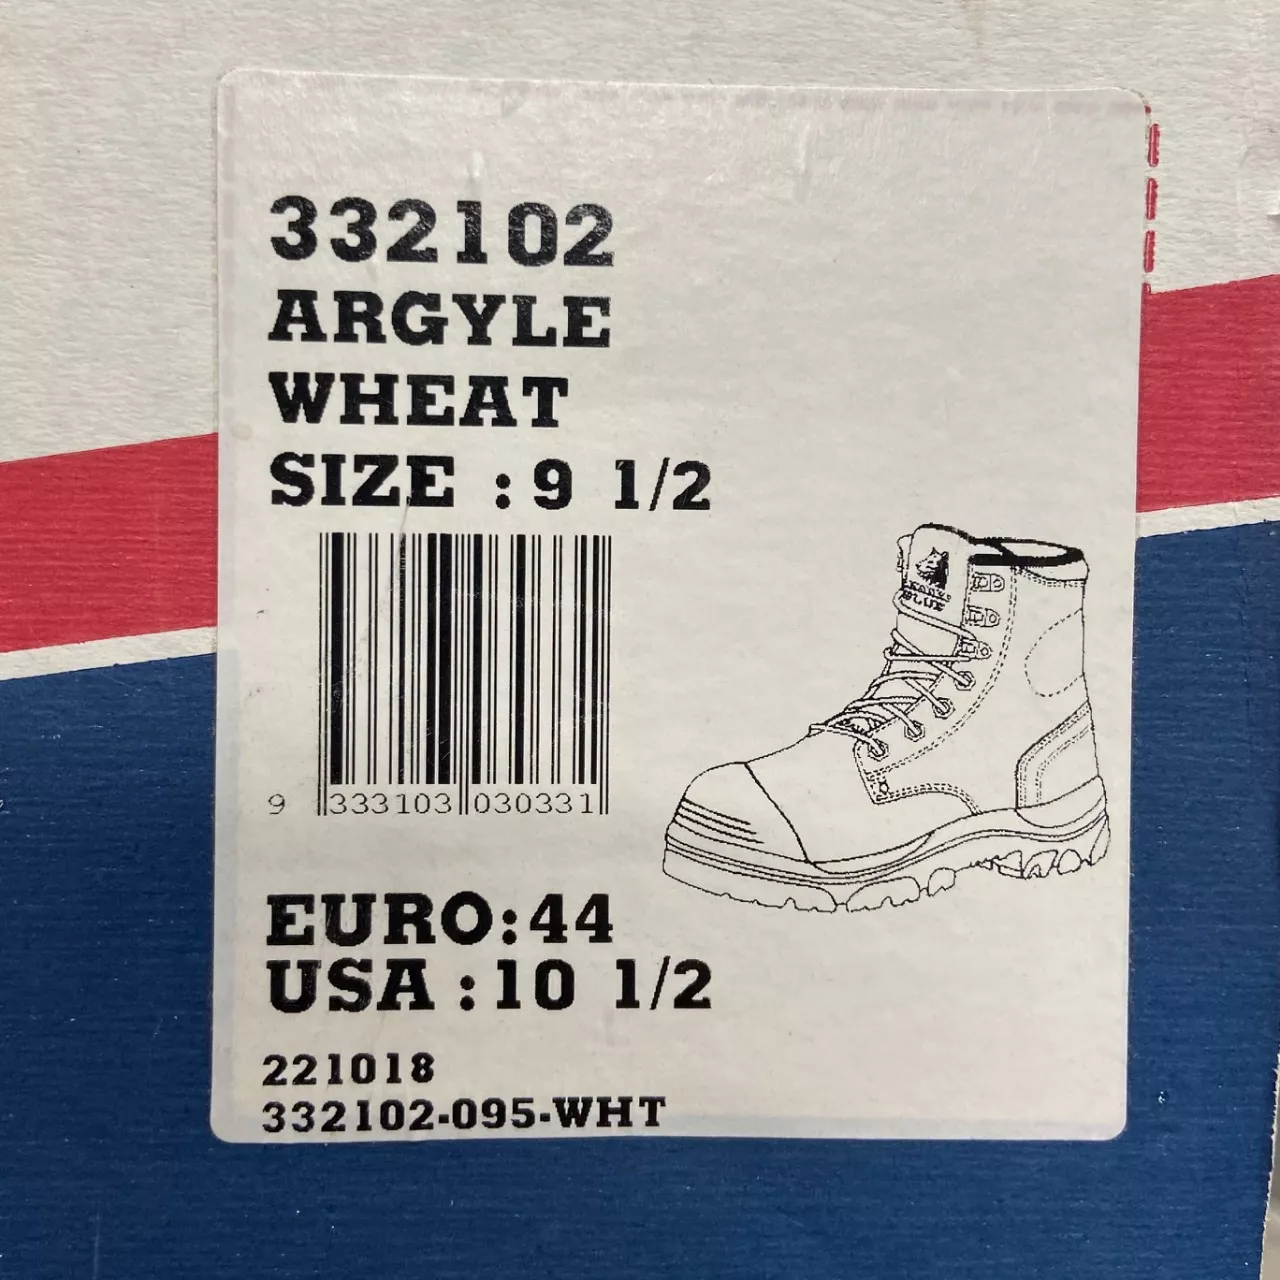 332102
ARGYLE
WHEAT
SIZE : 9 1/2
9 333103 030331
BLUE
EURO:44
USA :10 1/2
221018
332102-095-WHT